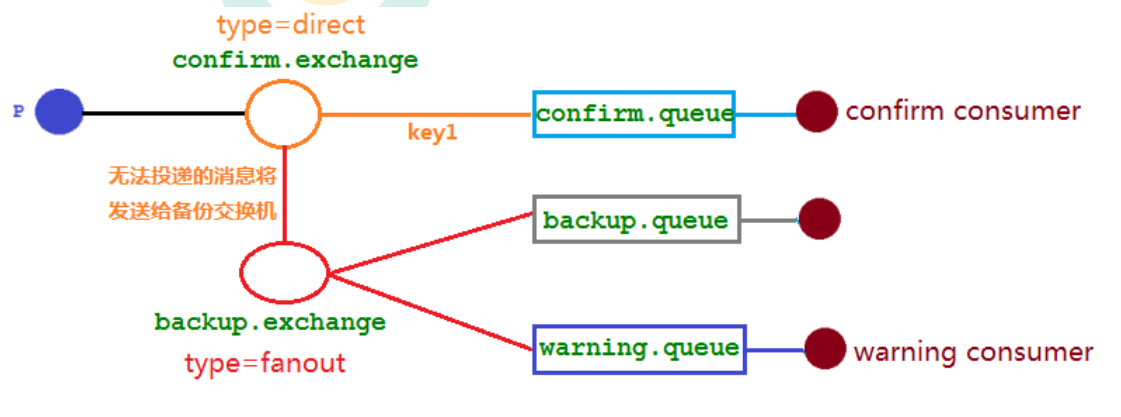 type=direct
confirm.exchange
P
key1
confirm.queue
confirm consumer
无法投递的消息将
发送给备份交换机
backup.queue
backup.exchange
type=fanout
warning.queue
warning consumer